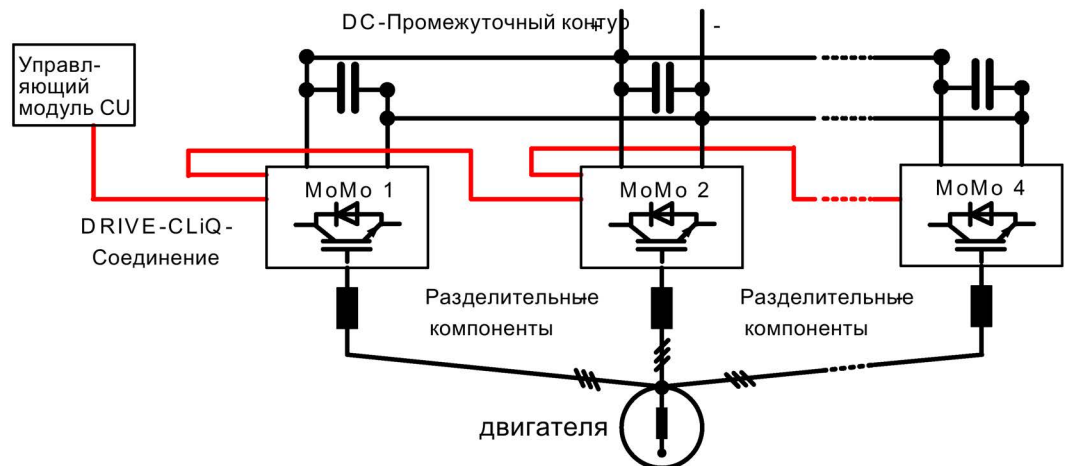 DC-Промежуточный контур
+
-
Управл-
яющий
модуль CU
MoMo 1
MoMo 2
MoMo 4
DRIVE-CLiQ-
Соединение
Разделительные-
компоненты
Разделительные-
компоненты
двигателя